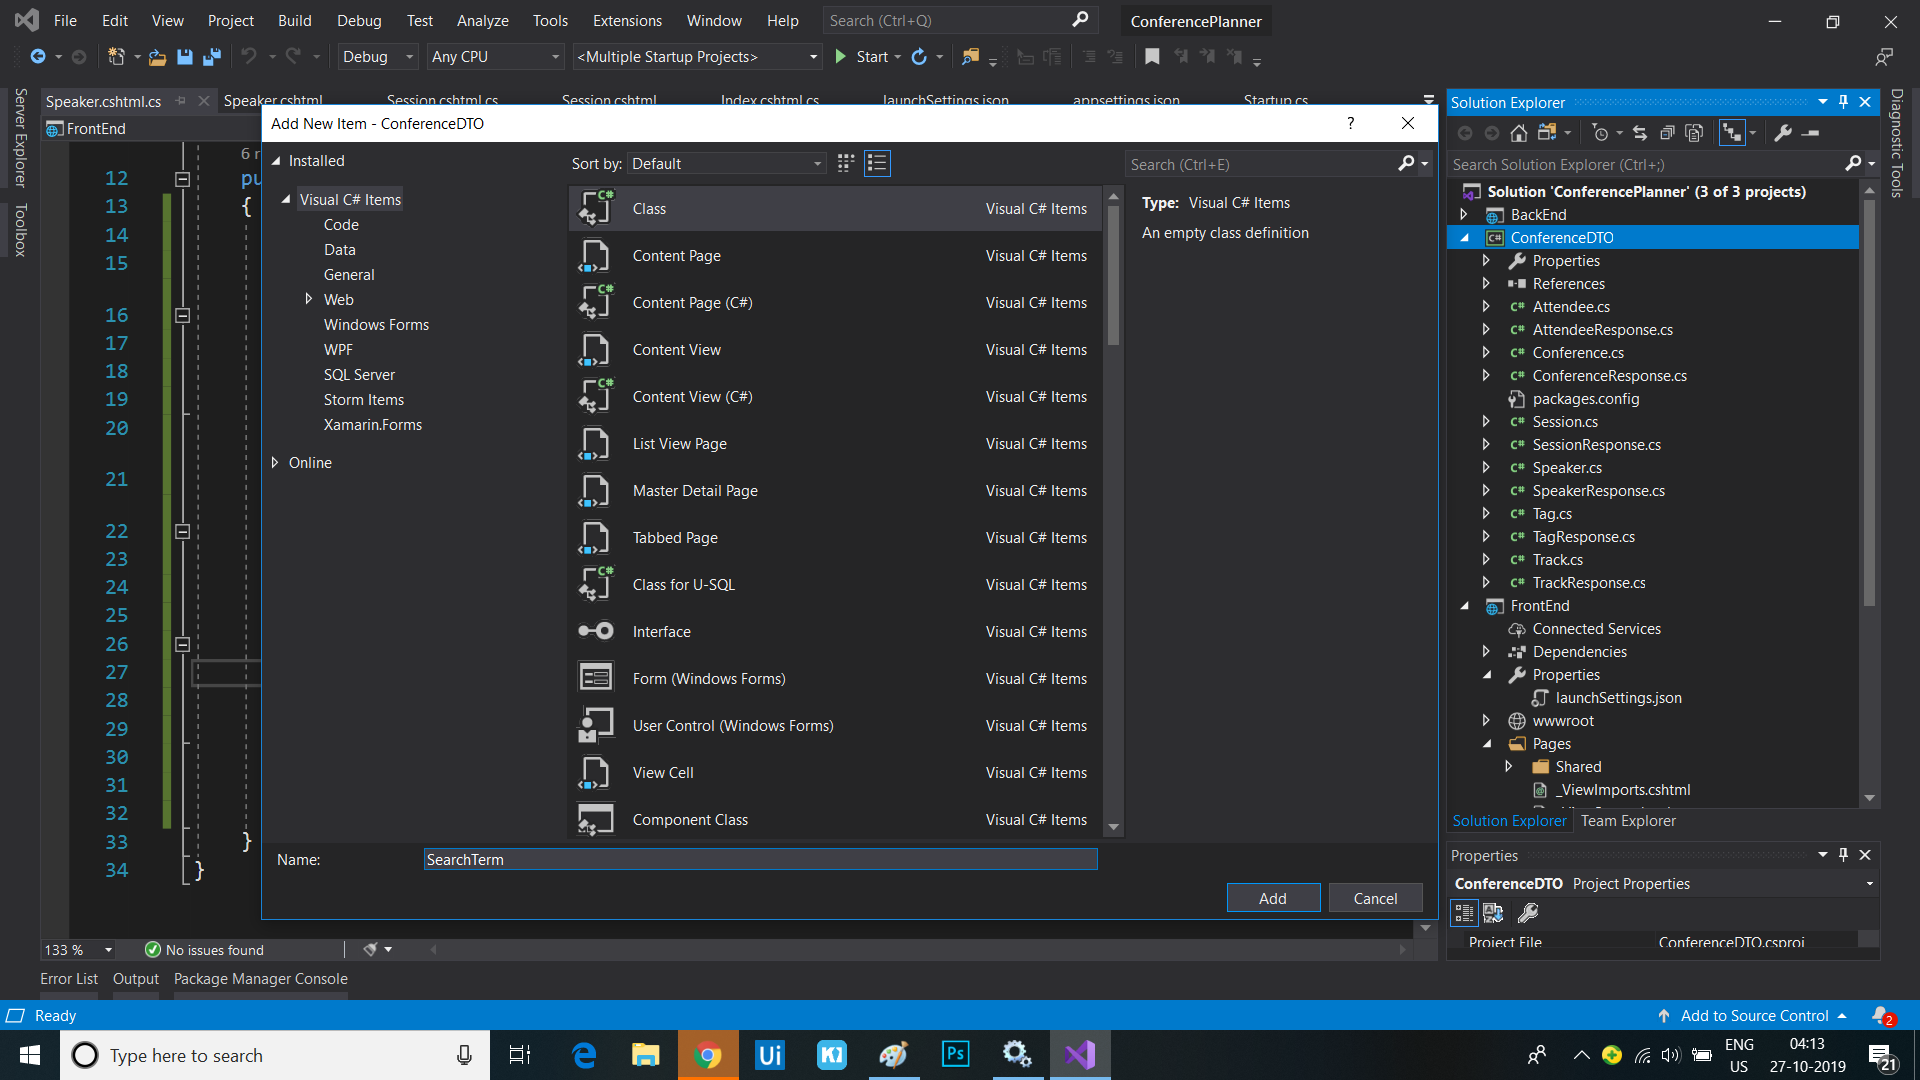 File Edit View Project Build Debug Test Analyze Tools Extensions Window Help Search (Ctrl+Q) ConferencePlanner
Debug Any CPU <Multiple Startup Projects> Start
Server Explorer
Toolbox
Speaker.cshtml.cs Speaker.cshtml Session.cshtml.cs Session.cshtml Index.cshtml.cs launchSettings.json appsettings.json Startup.cs
FrontEnd
6 r
12 pu
13 {
14
15
16
17
18
19
20
21
22
23
24
25
26
27
28
29
30
31
32
33 }
34 }
Add New Item - ConferenceDTO ?
Installed
Visual C# Items
Code
Data
General
Web
Windows Forms
WPF
SQL Server
Storm Items
Xamarin.Forms
Online
Sort by: Default
Search (Ctrl+E)
Class Visual C# Items
Content Page Visual C# Items
Content Page (C#) Visual C# Items
Content View Visual C# Items
Content View (C#) Visual C# Items
List View Page Visual C# Items
Master Detail Page Visual C# Items
Tabbed Page Visual C# Items
Class for U-SQL Visual C# Items
Interface Visual C# Items
Form (Windows Forms) Visual C# Items
User Control (Windows Forms) Visual C# Items
View Cell Visual C# Items
Component Class Visual C# Items
Type: Visual C# Items
An empty class definition
Name: SearchTerm
Add Cancel
Solution Explorer
Search Solution Explorer (Ctrl+;)
Solution 'ConferencePlanner' (3 of 3 projects)
BackEnd
C# ConferenceDTO
Properties
References
C# Attendee.cs
C# AttendeeResponse.cs
C# Conference.cs
C# ConferenceResponse.cs
packages.config
C# Session.cs
C# SessionResponse.cs
C# Speaker.cs
C# SpeakerResponse.cs
C# Tag.cs
C# TagResponse.cs
C# Track.cs
C# TrackResponse.cs
FrontEnd
Connected Services
Dependencies
Properties
launchSettings.json
wwwroot
Pages
Shared
_ViewImports.cshtml
Solution Explorer Team Explorer
Properties
ConferenceDTO Project Properties
Project File ConferenceDTO.csproj
Diagnostic Tools
133 % No issues found
Error List Output Package Manager Console
Ready Add to Source Control 2
Type here to search
Ui
Ps
ENG
US
04:13
27-10-2019
21